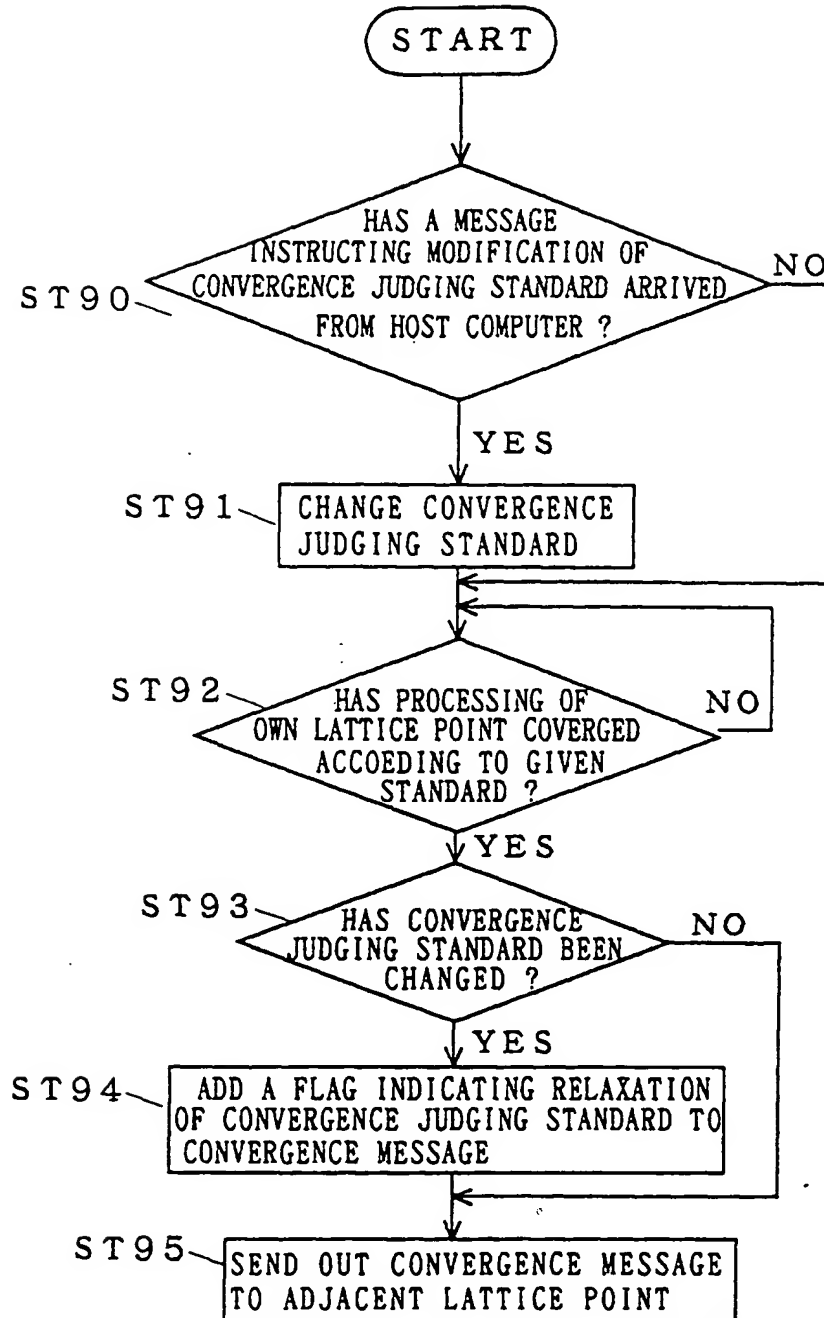 START
HAS A MESSAGE
INSTRUCTING MODIFICATION OF
CONVERGENCE JUDGING STANDARD ARRIVED
FROM HOST COMPUTER ?
NO
ST90
YES
ST91
CHANGE CONVERGENCE
JUDGING STANDARD
ST92
HAS PROCESSING OF
OWN LATTICE POINT COVERGED
ACCOEDING TO GIVEN
STANDARD ?
NO
YES
ST93
HAS CONVERGENCE
JUDGING STANDARD BEEN
CHANGED ?
NO
YES
ST94
ADD A FLAG INDICATING RELAXATION
OF CONVERGENCE JUDGING STANDARD TO
CONVERGENCE MESSAGE
ST95
SEND OUT CONVERGENCE MESSAGE
TO ADJACENT LATTICE POINT